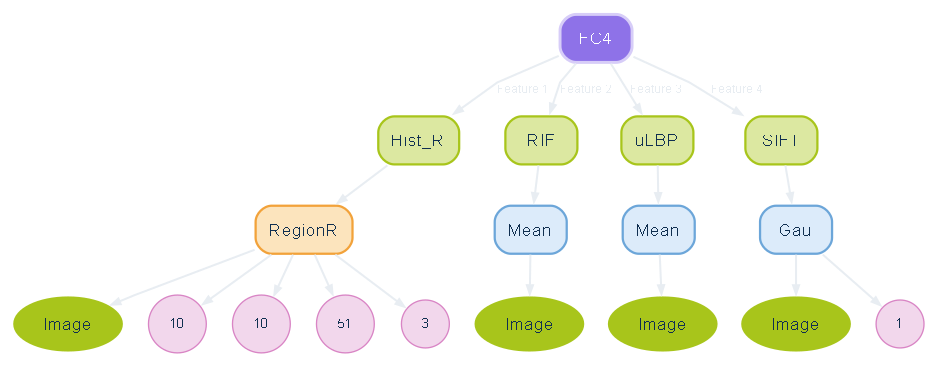 FC4
Feature 1 Feature 2 Feature 3 Feature 4
Hist_R RIF uLBP SIFT
RegionR Mean Mean Gau
Image 10 10 3 Image Image Image 1